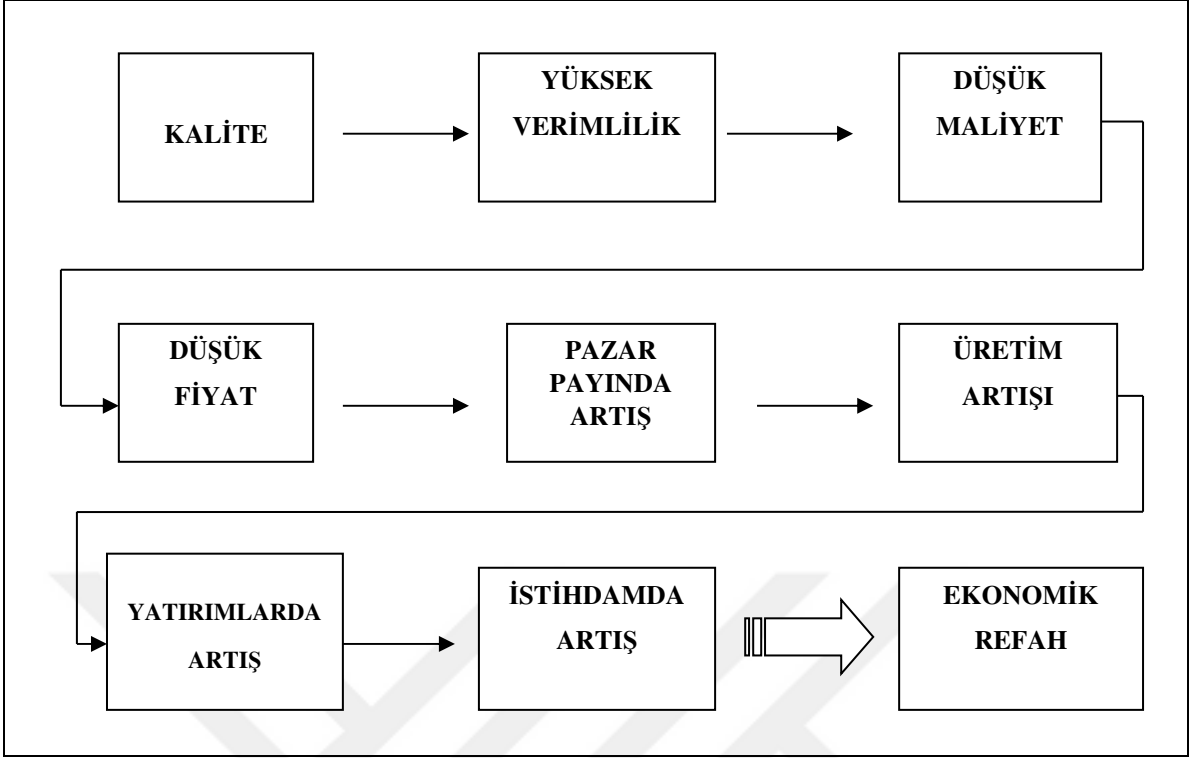 KALİTE
YÜKSEK
VERİMLİLİK
DÜŞÜK
MALİYET
DÜŞÜK
FİYAT
PAZAR
PAYINDA
ARTIŞ
ÜRETİM
ARTIŞI
YATIRIMLARDA
ARTIŞ
İSTİHDAMDA
ARTIŞ
EKONOMİK
REFAH